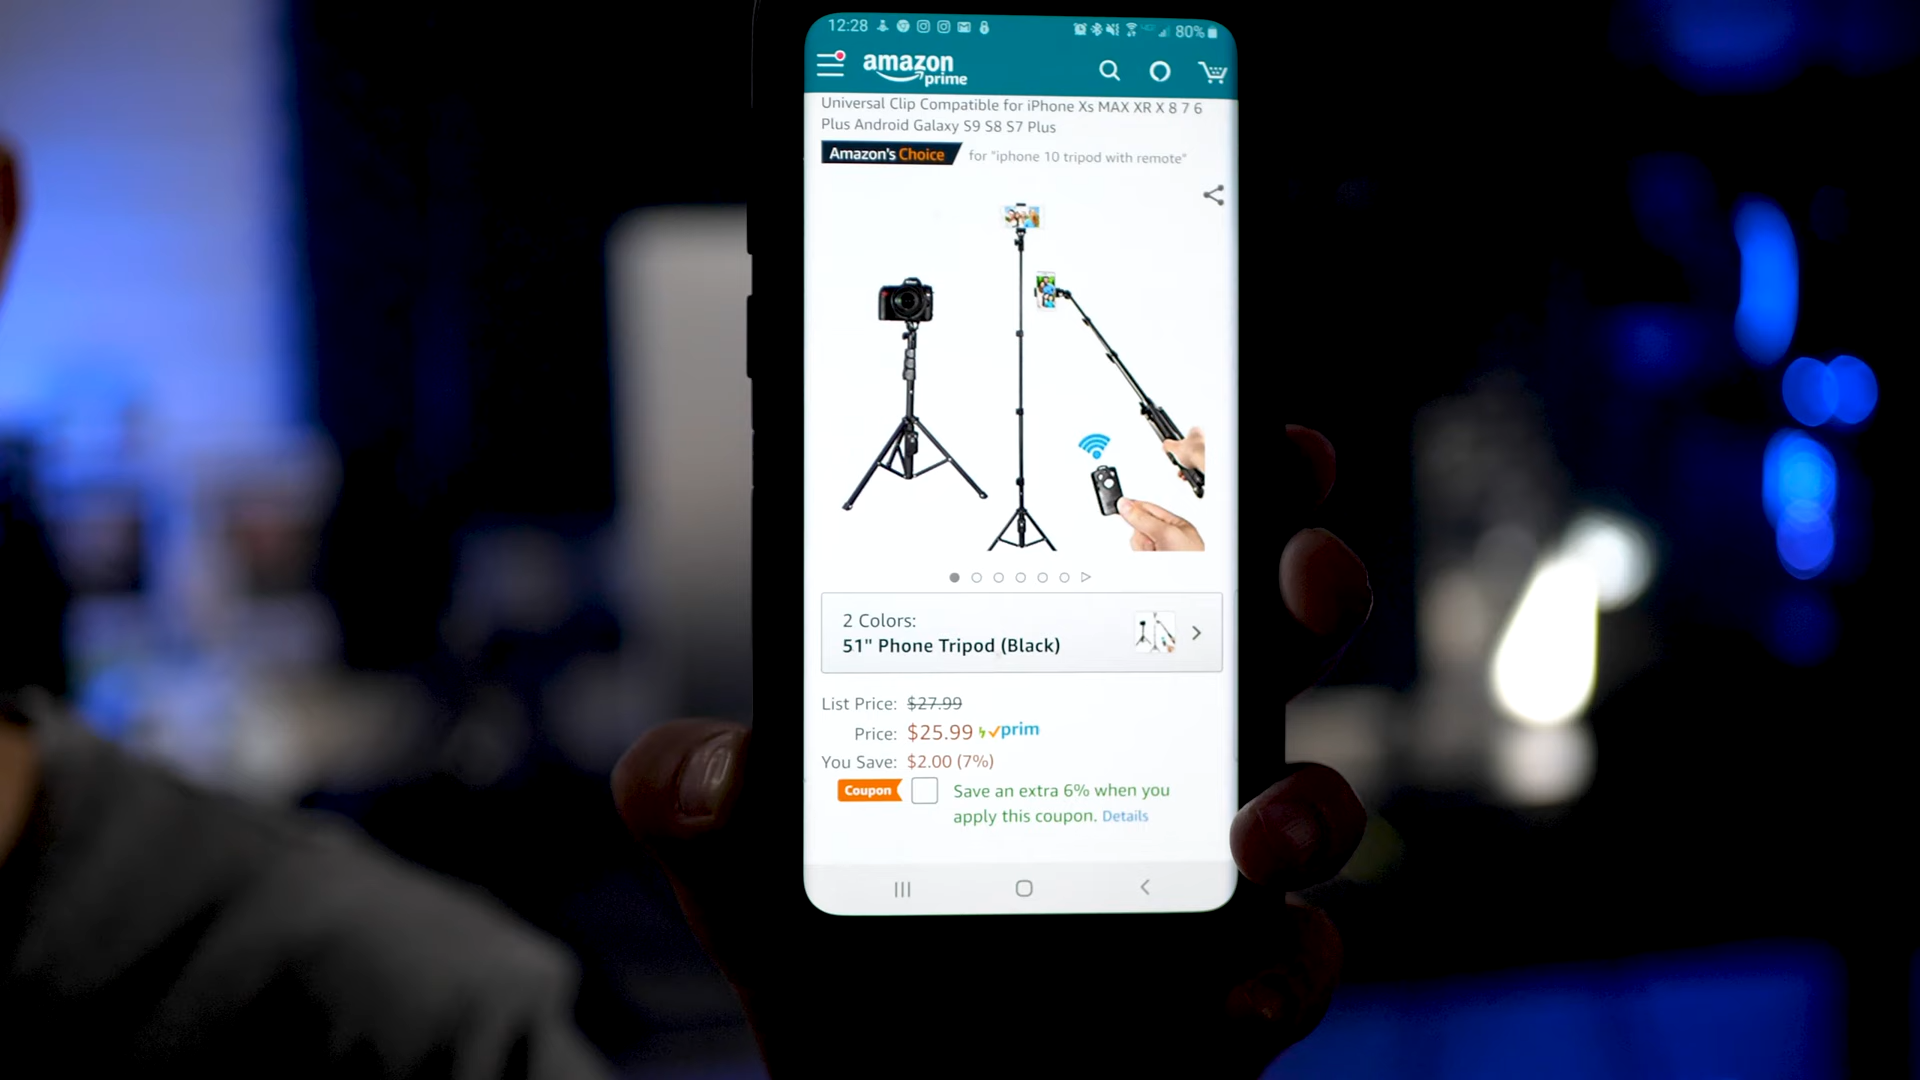 12:28
80%
amazon
prime
Universal Clip Compatible for iPhone Xs MAX XR X 8 7 6
Plus Android Galaxy S9 S8 S7 Plus
Amazon's Choice for "iphone 10 tripod with remote"
2 Colors:
51" Phone Tripod (Black)
List Price: $27.99
Price: $25.99 prim
You Save: $2.00 (7%)
Coupon Save an extra 6% when you
apply this coupon. Details